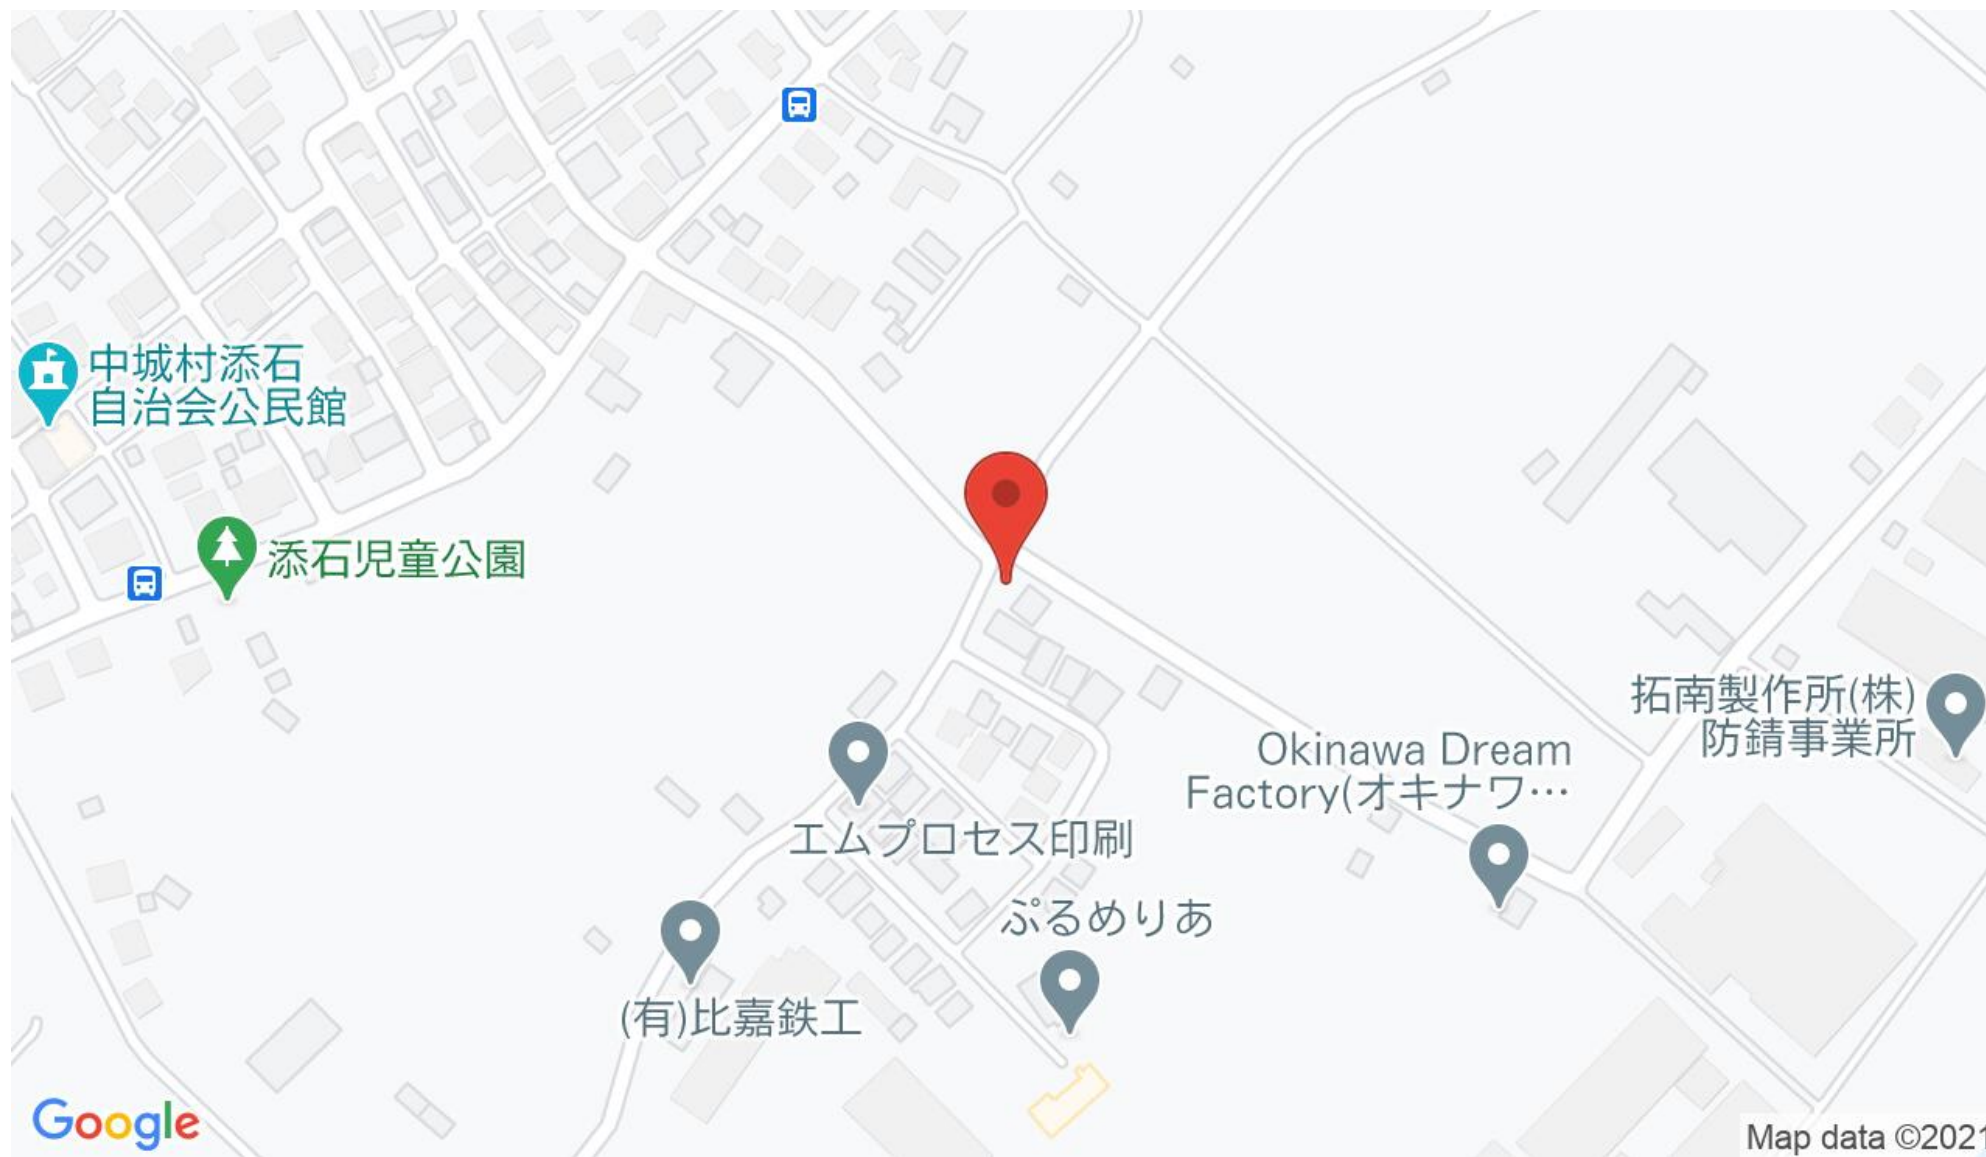 中城村添石
自治会公民館
添石児童公園
拓南製作所(株)
防錆事業所
Okinawa Dream
Factory(オキナワ…
エムプロセス印刷
ぷるめりあ
(有)比嘉鉄工
Google
Map data ©2021